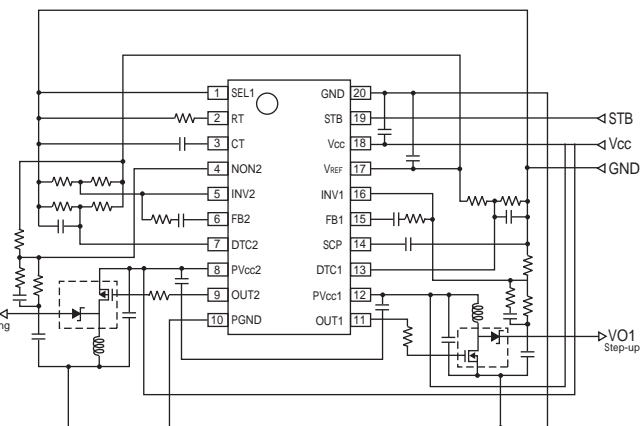 1 SEL1
2 RT
3 CT
4 NON2
5 INV2
6 FB2
7 DTC2
8 PVcc2
9 OUT2
10 PGND
GND 20
STB 19
Vcc 18
VREF 17
INV1 16
FB1 15
SCP 14
DTC1 13
PVcc1 12
OUT1 11
STB
Vcc
GND
VO1
Step-up